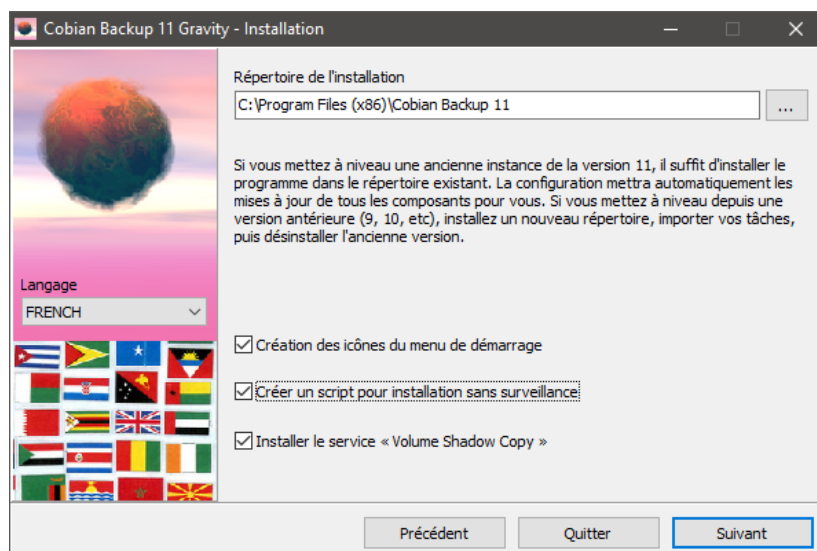 Cobian Backup 11 Gravity - Installation
Répertoire de l'installation
C:\Program Files (x86)\Cobian Backup 11
...
Si vous mettez à niveau une ancienne instance de la version 11, il suffit d'installer le
programme dans le répertoire existant. La configuration mettra automatiquement les
mises à jour de tous les composants pour vous. Si vous mettez à niveau depuis une
version antérieure (9, 10, etc), installez un nouveau répertoire, importer vos tâches,
puis désinstaller l'ancienne version.
Langage
FRENCH
Création des icônes du menu de démarrage
Créer un script pour installation sans surveillance
Installer le service « Volume Shadow Copy »
Précédent
Quitter
Suivant